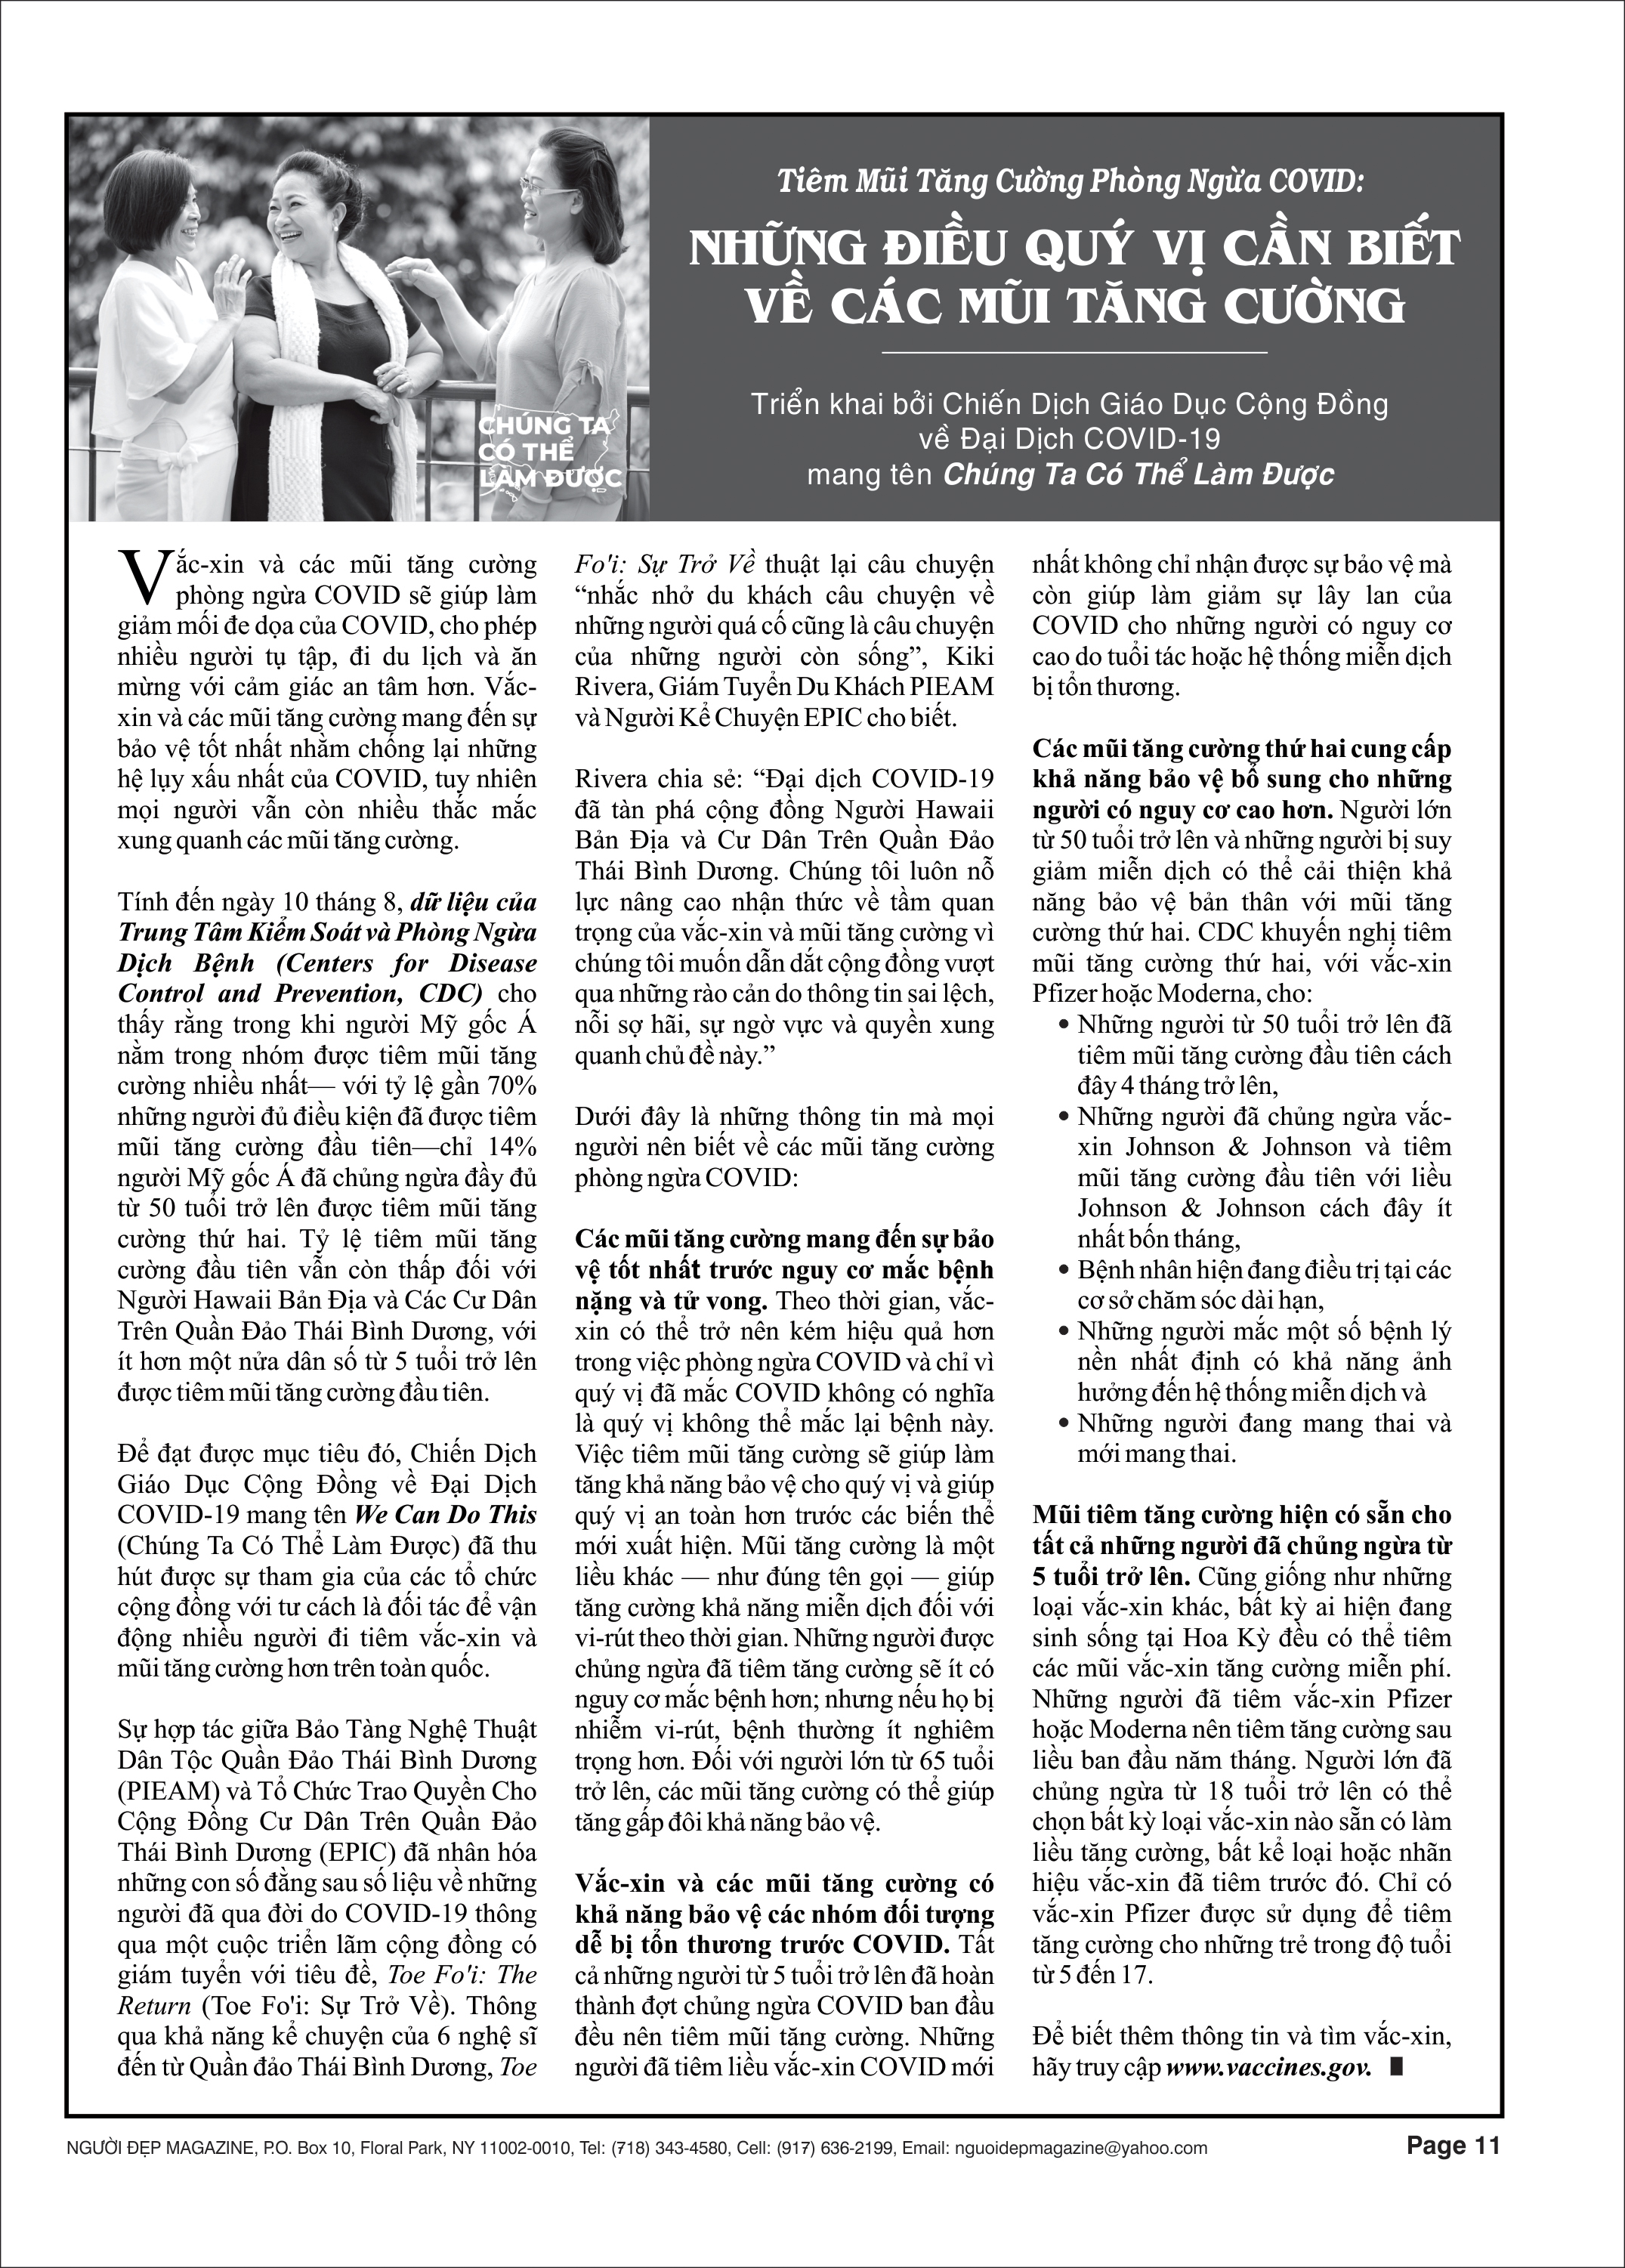 Tiêm Mũi Tăng Cường Phòng Ngừa COVID:
NHỮNG ĐIỀU QUÝ VỊ CẦN BIẾT
VỀ CÁC MŨI TĂNG CƯỜNG
Triển khai bởi Chiến Dịch Giáo Dục Cộng Đồng
về Đại Dịch COVID-19
mang tên Chúng Ta Có Thể Làm Được
CHÚNG TA
CÓ THỂ
LÀM ĐƯỢC
Vắc-xin và các mũi tăng cường
phòng ngừa COVID sẽ giúp làm
giảm mối đe dọa của COVID, cho phép
nhiều người tụ tập, đi du lịch và ăn
mừng với cảm giác an tâm hơn. Vắc-
xin và các mũi tăng cường mang đến sự
bảo vệ tốt nhất nhằm chống lại những
hệ lụy xấu nhất của COVID, tuy nhiên
mọi người vẫn còn nhiều thắc mắc
xung quanh các mũi tăng cường.
Tính đến ngày 10 tháng 8, dữ liệu của
Trung Tâm Kiểm Soát và Phòng Ngừa
Dịch Bệnh (Centers for Disease
Control and Prevention, CDC) cho
thấy rằng trong khi người Mỹ gốc Á
nằm trong nhóm được tiêm mũi tăng
cường nhiều nhất— với tỷ lệ gần 70%
những người đủ điều kiện đã được tiêm
mũi tăng cường đầu tiên—chỉ 14%
người Mỹ gốc Á đã chủng ngừa đầy đủ
từ 50 tuổi trở lên được tiêm mũi tăng
cường thứ hai. Tỷ lệ tiêm mũi tăng
cường đầu tiên vẫn còn thấp đối với
Người Hawaii Bản Địa và Các Cư Dân
Trên Quần Đảo Thái Bình Dương, với
ít hơn một nửa dân số từ 5 tuổi trở lên
được tiêm mũi tăng cường đầu tiên.
Để đạt được mục tiêu đó, Chiến Dịch
Giáo Dục Cộng Đồng về Đại Dịch
COVID-19 mang tên We Can Do This
(Chúng Ta Có Thể Làm Được) đã thu
hút được sự tham gia của các tổ chức
cộng đồng với tư cách là đối tác để vận
động nhiều người đi tiêm vắc-xin và
mũi tăng cường hơn trên toàn quốc.
Sự hợp tác giữa Bảo Tàng Nghệ Thuật
Dân Tộc Quần Đảo Thái Bình Dương
(PIEAM) và Tổ Chức Trao Quyền Cho
Cộng Đồng Cư Dân Trên Quần Đảo
Thái Bình Dương (EPIC) đã nhân hóa
những con số đằng sau số liệu về những
người đã qua đời do COVID-19 thông
qua một cuộc triển lãm cộng đồng có
giám tuyển với tiêu đề, Toe Fo'i: The
Return (Toe Fo'i: Sự Trở Về). Thông
qua khả năng kể chuyện của 6 nghệ sĩ
đến từ Quần đảo Thái Bình Dương, Toe
Fo'i: Sự Trở Về thuật lại câu chuyện
“nhắc nhở du khách câu chuyện về
những người quá cố cũng là câu chuyện
của những người còn sống”, Kiki
Rivera, Giám Tuyển Du Khách PIEAM
và Người Kể Chuyện EPIC cho biết.
Rivera chia sẻ: “Đại dịch COVID-19
đã tàn phá cộng đồng Người Hawaii
Bản Địa và Cư Dân Trên Quần Đảo
Thái Bình Dương. Chúng tôi luôn nỗ
lực nâng cao nhận thức về tầm quan
trọng của vắc-xin và mũi tăng cường vì
chúng tôi muốn dẫn dắt cộng đồng vượt
qua những rào cản do thông tin sai lệch,
nỗi sợ hãi, sự ngờ vực và quyền xung
quanh chủ đề này.”
Dưới đây là những thông tin mà mọi
người nên biết về các mũi tăng cường
phòng ngừa COVID:
Các mũi tăng cường mang đến sự bảo
vệ tốt nhất trước nguy cơ mắc bệnh
nặng và tử vong. Theo thời gian, vắc-
xin có thể trở nên kém hiệu quả hơn
trong việc phòng ngừa COVID và chỉ vì
quý vị đã mắc COVID không có nghĩa
là quý vị không thể mắc lại bệnh này.
Việc tiêm mũi tăng cường sẽ giúp làm
tăng khả năng bảo vệ cho quý vị và giúp
quý vị an toàn hơn trước các biến thể
mới xuất hiện. Mũi tăng cường là một
liều khác — như đúng tên gọi — giúp
tăng cường khả năng miễn dịch đối với
vi-rút theo thời gian. Những người được
chủng ngừa đã tiêm tăng cường sẽ ít có
nguy cơ mắc bệnh hơn; nhưng nếu họ bị
nhiễm vi-rút, bệnh thường ít nghiêm
trọng hơn. Đối với người lớn từ 65 tuổi
trở lên, các mũi tăng cường có thể giúp
tăng gấp đôi khả năng bảo vệ.
Vắc-xin và các mũi tăng cường có
khả năng bảo vệ các nhóm đối tượng
dễ bị tổn thương trước COVID. Tất
cả những người từ 5 tuổi trở lên đã hoàn
thành đợt chủng ngừa COVID ban đầu
đều nên tiêm mũi tăng cường. Những
người đã tiêm liều vắc-xin COVID mới
nhất không chỉ nhận được sự bảo vệ mà
còn giúp làm giảm sự lây lan của
COVID cho những người có nguy cơ
cao do tuổi tác hoặc hệ thống miễn dịch
bị tổn thương.
Các mũi tăng cường thứ hai cung cấp
khả năng bảo vệ bổ sung cho những
người có nguy cơ cao hơn. Người lớn
từ 50 tuổi trở lên và những người bị suy
giảm miễn dịch có thể cải thiện khả
năng bảo vệ bản thân với mũi tăng
cường thứ hai. CDC khuyến nghị tiêm
mũi tăng cường thứ hai, với vắc-xin
Pfizer hoặc Moderna, cho:
• Những người từ 50 tuổi trở lên đã
tiêm mũi tăng cường đầu tiên cách
đây 4 tháng trở lên,
• Những người đã chủng ngừa vắc-
xin Johnson & Johnson và tiêm
mũi tăng cường đầu tiên với liều
Johnson & Johnson cách đây ít
nhất bốn tháng,
• Bệnh nhân hiện đang điều trị tại các
cơ sở chăm sóc dài hạn,
• Những người mắc một số bệnh lý
nền nhất định có khả năng ảnh
hưởng đến hệ thống miễn dịch và
• Những người đang mang thai và
mới mang thai.
Mũi tiêm tăng cường hiện có sẵn cho
tất cả những người đã chủng ngừa từ
5 tuổi trở lên. Cũng giống như những
loại vắc-xin khác, bất kỳ ai hiện đang
sinh sống tại Hoa Kỳ đều có thể tiêm
các mũi vắc-xin tăng cường miễn phí.
Những người đã tiêm vắc-xin Pfizer
hoặc Moderna nên tiêm tăng cường sau
liều ban đầu năm tháng. Người lớn đã
chủng ngừa từ 18 tuổi trở lên có thể
chọn bất kỳ loại vắc-xin nào sẵn có làm
liều tăng cường, bất kể loại hoặc nhãn
hiệu vắc-xin đã tiêm trước đó. Chỉ có
vắc-xin Pfizer được sử dụng để tiêm
tăng cường cho những trẻ trong độ tuổi
từ 5 đến 17.
Để biết thêm thông tin và tìm vắc-xin,
hãy truy cập www.vaccines.gov.
NGƯỜI ĐẸP MAGAZINE, P.O. Box 10, Floral Park, NY 11002-0010, Tel: (718) 343-4580, Cell: (917) 636-2199, Email: nguoidepmagazine@yahoo.com
Page 11